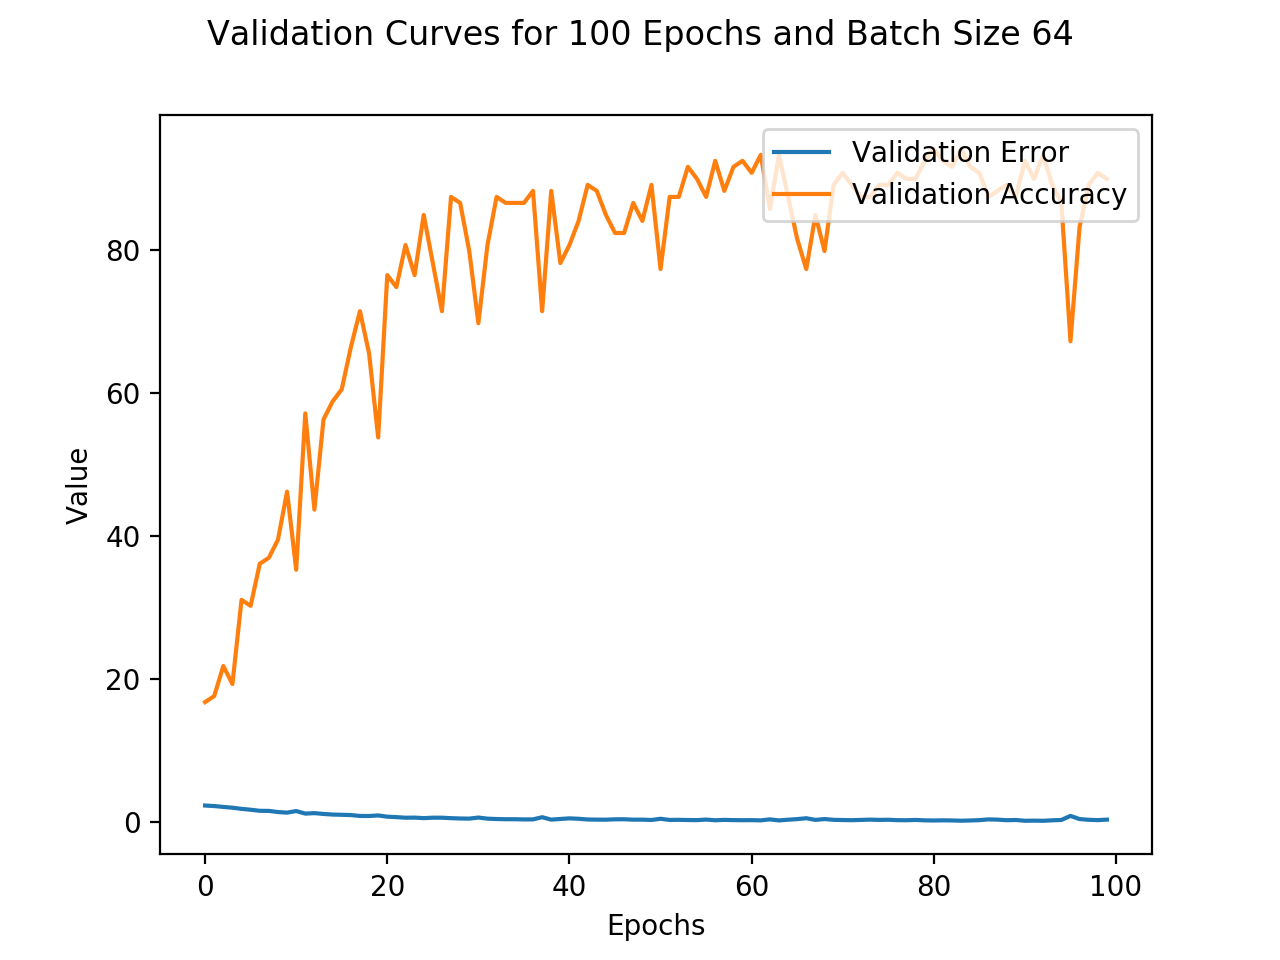 Validation Curves for 100 Epochs and Batch Size 64
Validation Error
Validation Accuracy
80
60
40
20
0
Value
0 20 40 60 80 100
Epochs